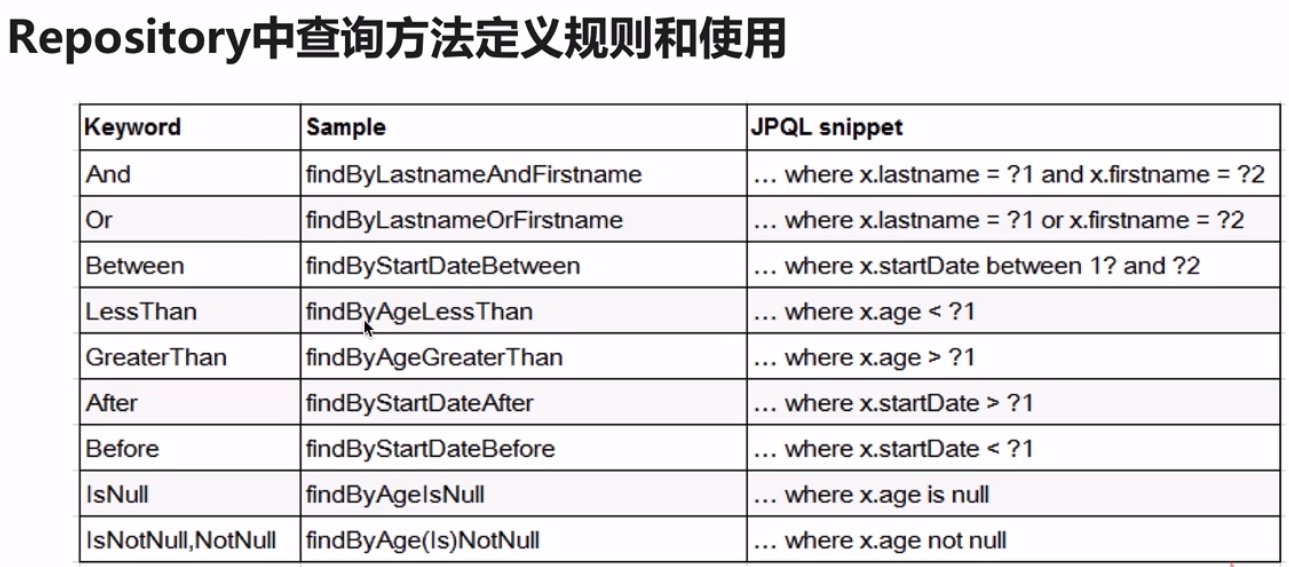 Repository中查询方法定义规则和使用
Keyword Sample JPQL snippet
And findByLastnameAndFirstname … where x.lastname = ?1 and x.firstname = ?2
Or findByLastnameOrFirstname … where x.lastname = ?1 or x.firstname = ?2
Between findByStartDateBetween … where x.startDate between 1? and ?2
LessThan findByAgeLessThan … where x.age < ?1
GreaterThan findByAgeGreaterThan … where x.age > ?1
After findByStartDateAfter … where x.startDate > ?1
Before findByStartDateBefore … where x.startDate < ?1
IsNull findByAgeIsNull … where x.age is null
IsNotNull,NotNull findByAge(Is)NotNull … where x.age not null